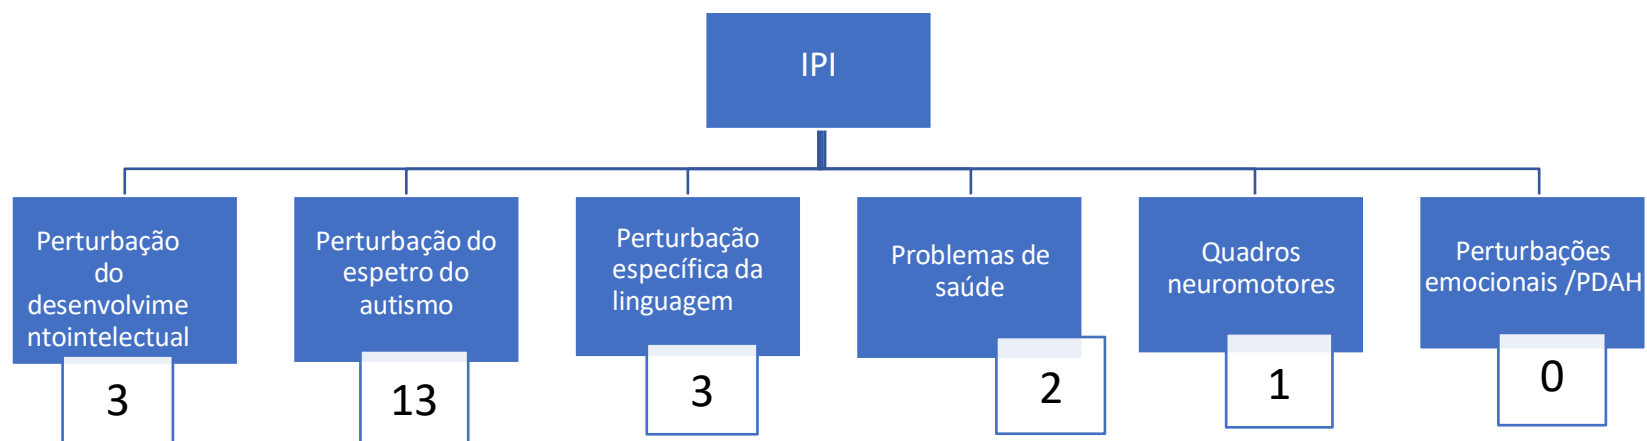 IPI
Perturbação
do
desenvolvime
ntointelectual
3
Perturbação do
espetro do
autismo
13
Perturbação
específica da
linguagem
3
Problemas de
saúde
2
Quadros
neuromotores
1
Perturbações
emocionais /PDAH
0